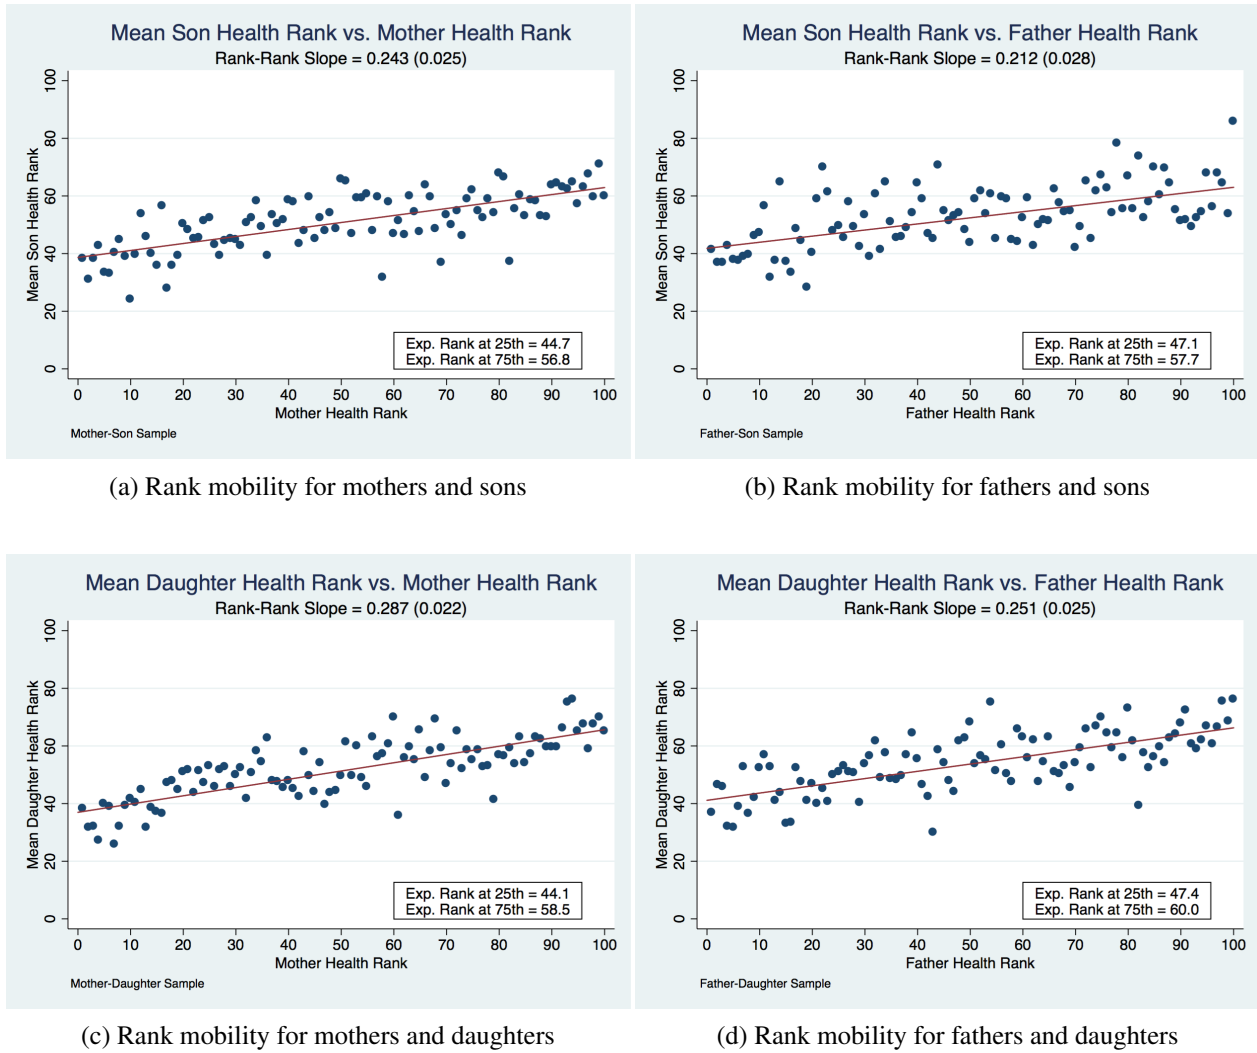 Mean Son Health Rank vs. Mother Health Rank
Rank-Rank Slope = 0.243 (0.025)
Mean Son Health Rank
100
80
60
40
20
0
Exp. Rank at 25th = 44.7
Exp. Rank at 75th = 56.8
0 10 20 30 40 50 60 70 80 90 100
Mother Health Rank
Mother-Son Sample
(a) Rank mobility for mothers and sons
Mean Son Health Rank vs. Father Health Rank
Rank-Rank Slope = 0.212 (0.028)
Mean Son Health Rank
100
80
60
40
20
0
Exp. Rank at 25th = 47.1
Exp. Rank at 75th = 57.7
0 10 20 30 40 50 60 70 80 90 100
Father Health Rank
Father-Son Sample
(b) Rank mobility for fathers and sons
Mean Daughter Health Rank vs. Mother Health Rank
Rank-Rank Slope = 0.287 (0.022)
Mean Daughter Health Rank
100
80
60
40
20
0
Exp. Rank at 25th = 44.1
Exp. Rank at 75th = 58.5
0 10 20 30 40 50 60 70 80 90 100
Mother Health Rank
Mother-Daughter Sample
(c) Rank mobility for mothers and daughters
Mean Daughter Health Rank vs. Father Health Rank
Rank-Rank Slope = 0.251 (0.025)
Mean Daughter Health Rank
100
80
60
40
20
0
Exp. Rank at 25th = 47.4
Exp. Rank at 75th = 60.0
0 10 20 30 40 50 60 70 80 90 100
Father Health Rank
Father-Daughter Sample
(d) Rank mobility for fathers and daughters